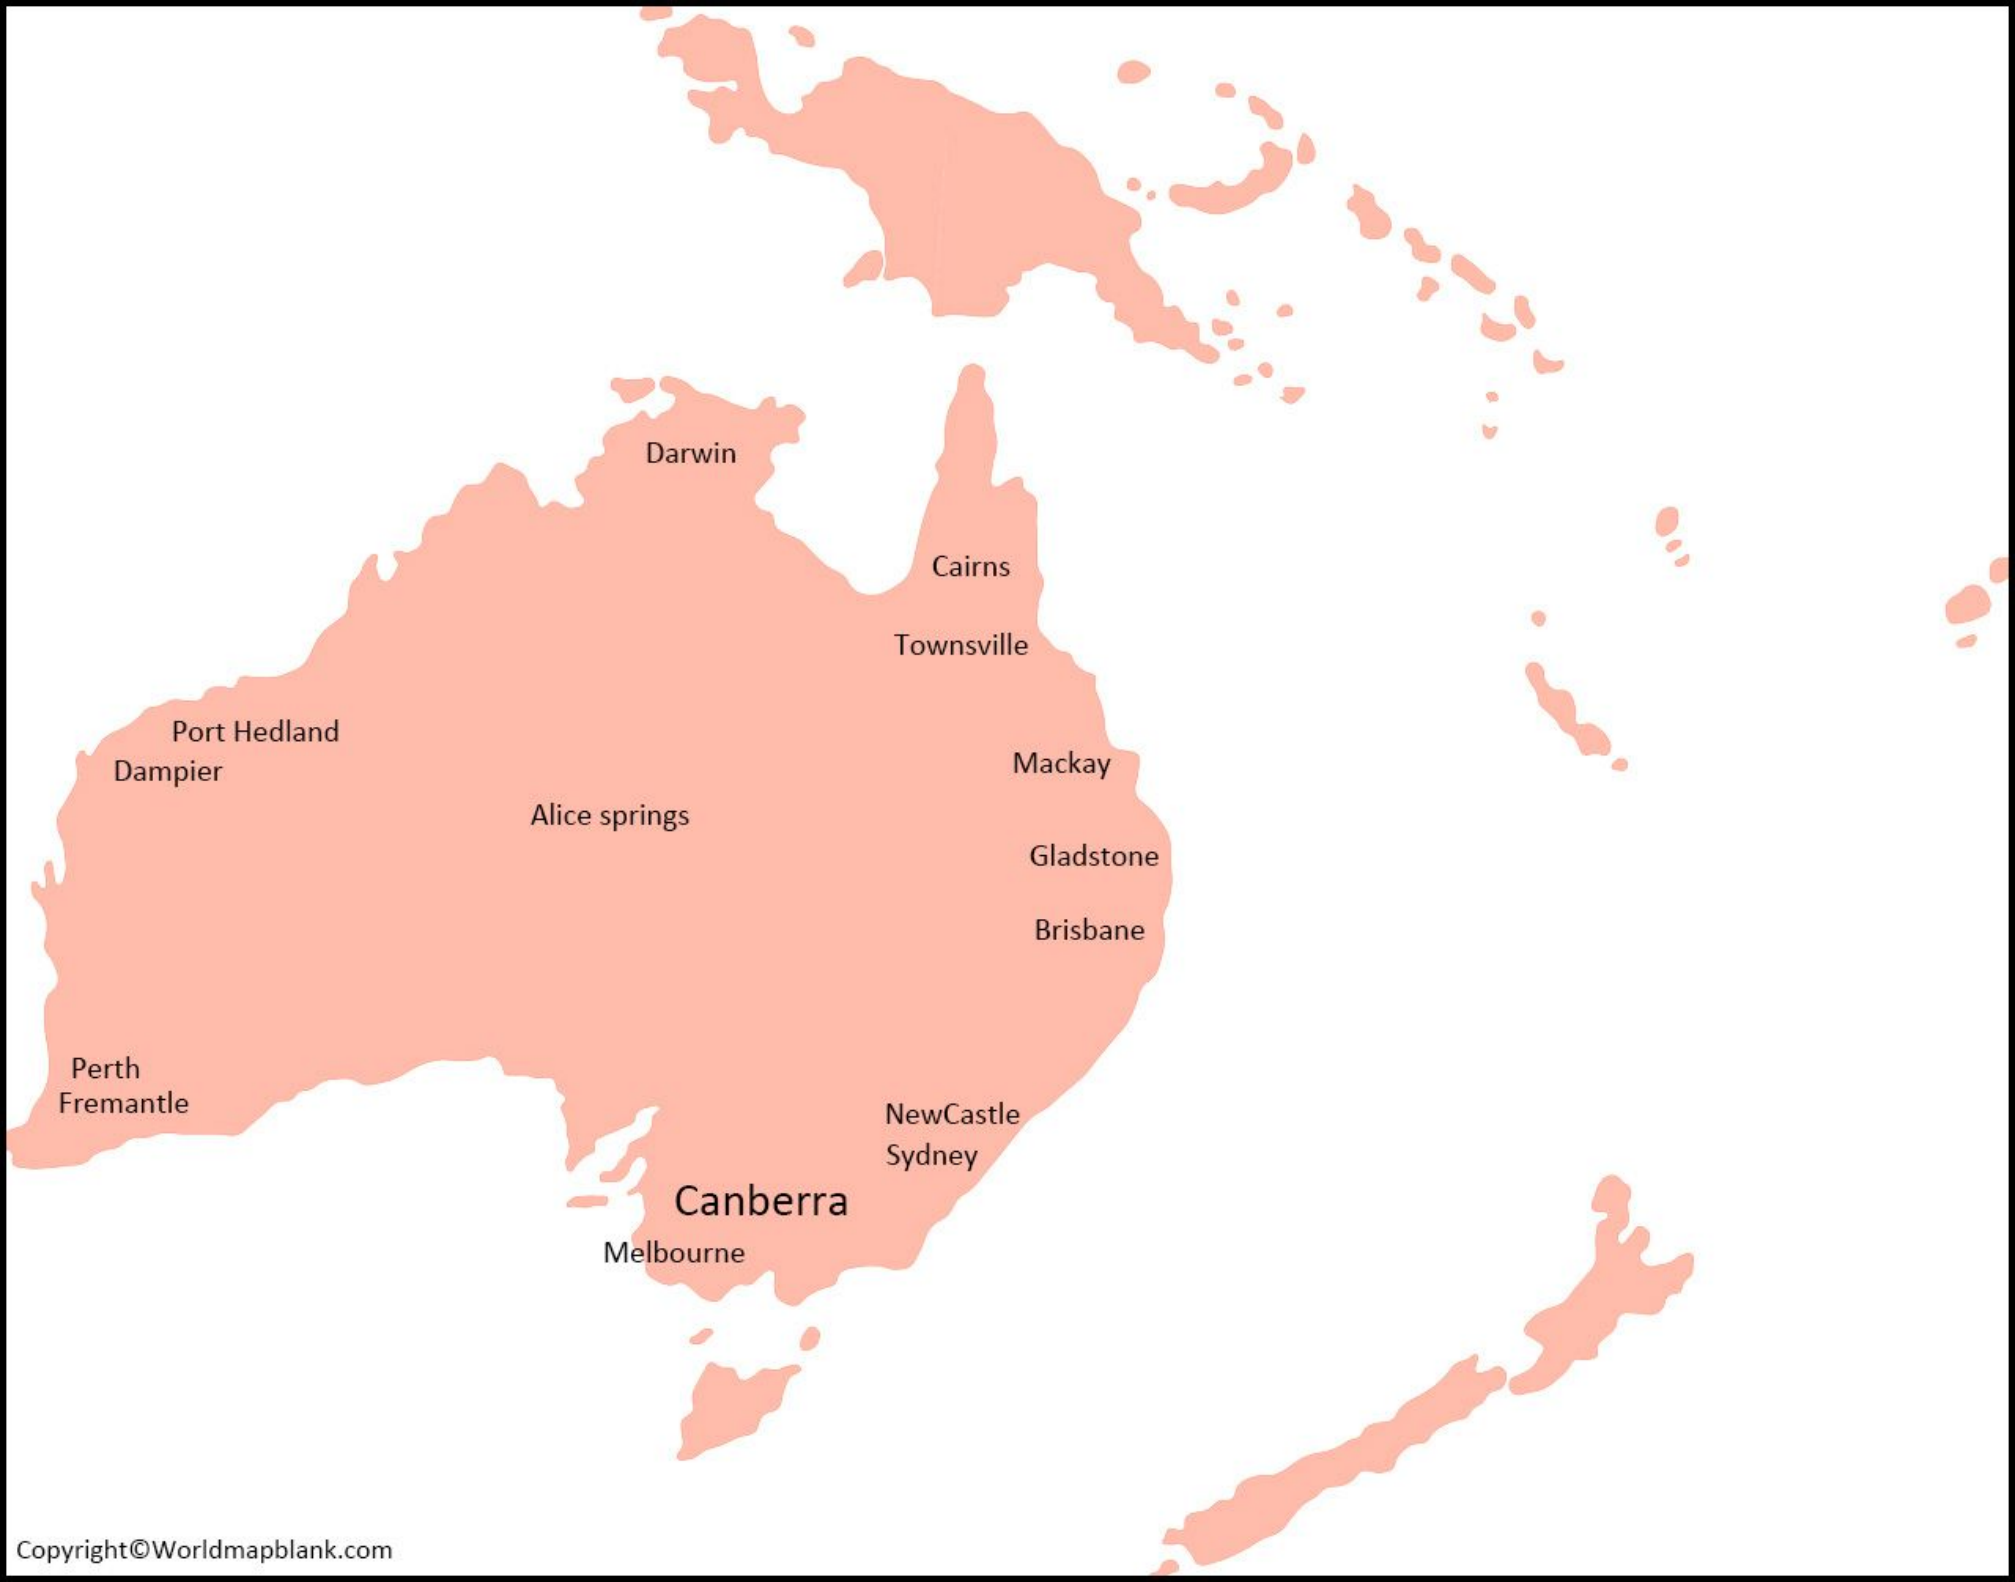 Darwin
Cairns
Townsville
Port Hedland
Mackay
Dampier
Alice springs
Gladstone
Brisbane
Perth
Fremantle
NewCastle
Sydney
Canberra
Melbourne
Copyright©Worldmapblank.com